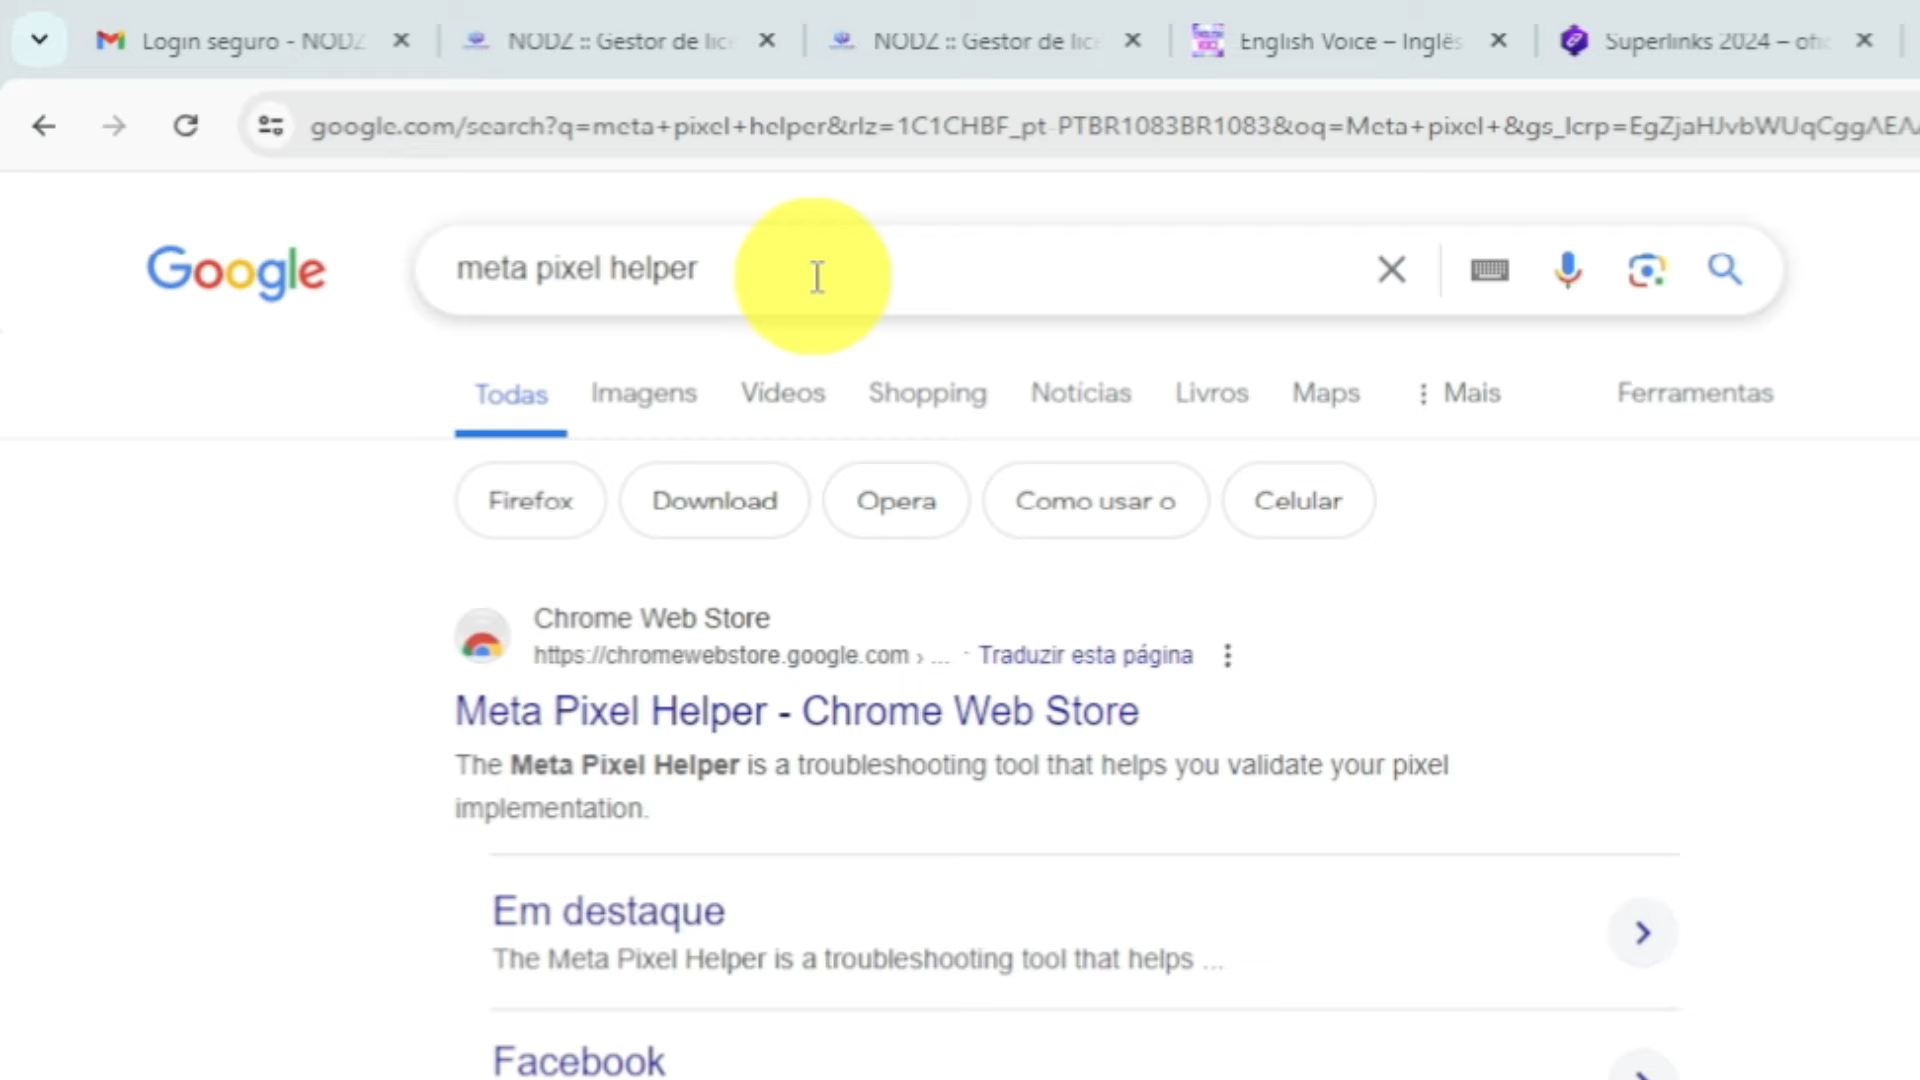 Login seguro - NODZ
NODZ :: Gestor de lice
NODZ :: Gestor de lice
English Voice – Inglês
Superlinks 2024 – ofic
google.com/search?q=meta+pixel+helper&rlz=1C1CHBF_pt-PTBR1083BR1083&oq=Meta+pixel+&gs_lcrp=EgZjaHJvbWUqCggAEAA
Google
meta pixel helper
Todas
Imagens
Vídeos
Shopping
Notícias
Livros
Maps
Mais
Ferramentas
Firefox
Download
Opera
Como usar o
Celular
Chrome Web Store
https://chromewebstore.google.com › ... · Traduzir esta página
Meta Pixel Helper - Chrome Web Store
The Meta Pixel Helper is a troubleshooting tool that helps you validate your pixel
implementation.
Em destaque
The Meta Pixel Helper is a troubleshooting tool that helps ...
Facebook